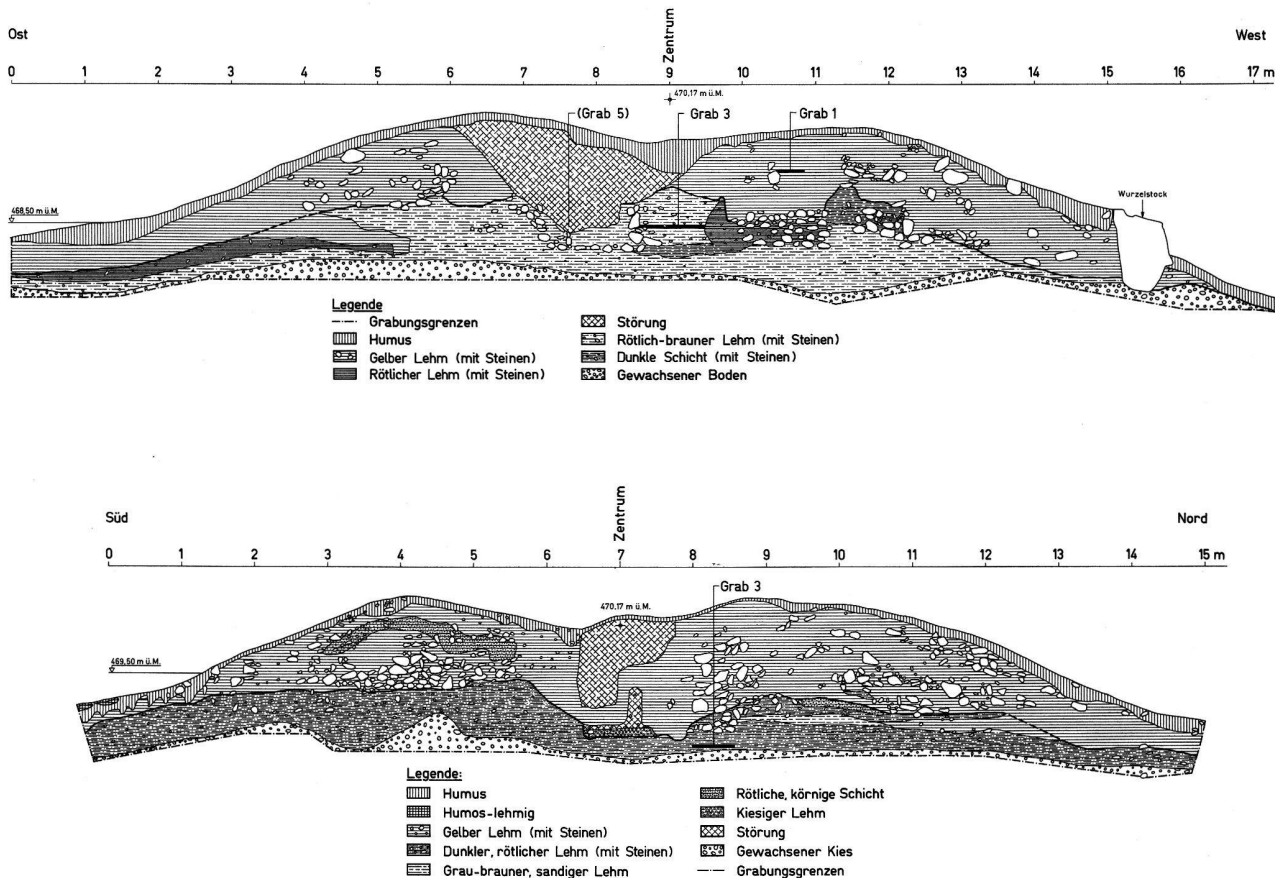 Ost Zentrum West
0 1 2 3 4 5 6 7 8 9 10 11 12 13 14 15 16 17 m
470,17 m ü.M.
(Grab 5) Grab 3 Grab 1
468,50 m ü.M.
Wurzelstock
Legende
Grabungsgrenzen
Humus
Gelber Lehm (mit Steinen)
Rötlicher Lehm (mit Steinen)
Störung
Rötlich-brauner Lehm (mit Steinen)
Dunkle Schicht (mit Steinen)
Gewachsener Boden
Süd Zentrum Nord
0 1 2 3 4 5 6 7 8 9 10 11 12 13 14 15 m
Grab 3
470,17 m ü.M.
469,50 m ü.M.
Legende:
Humus
Humos-lehmig
Gelber Lehm (mit Steinen)
Dunkler, rötlicher Lehm (mit Steinen)
Grau-brauner, sandiger Lehm
Rötliche, körnige Schicht
Kiesiger Lehm
Störung
Gewachsener Kies
Grabungsgrenzen